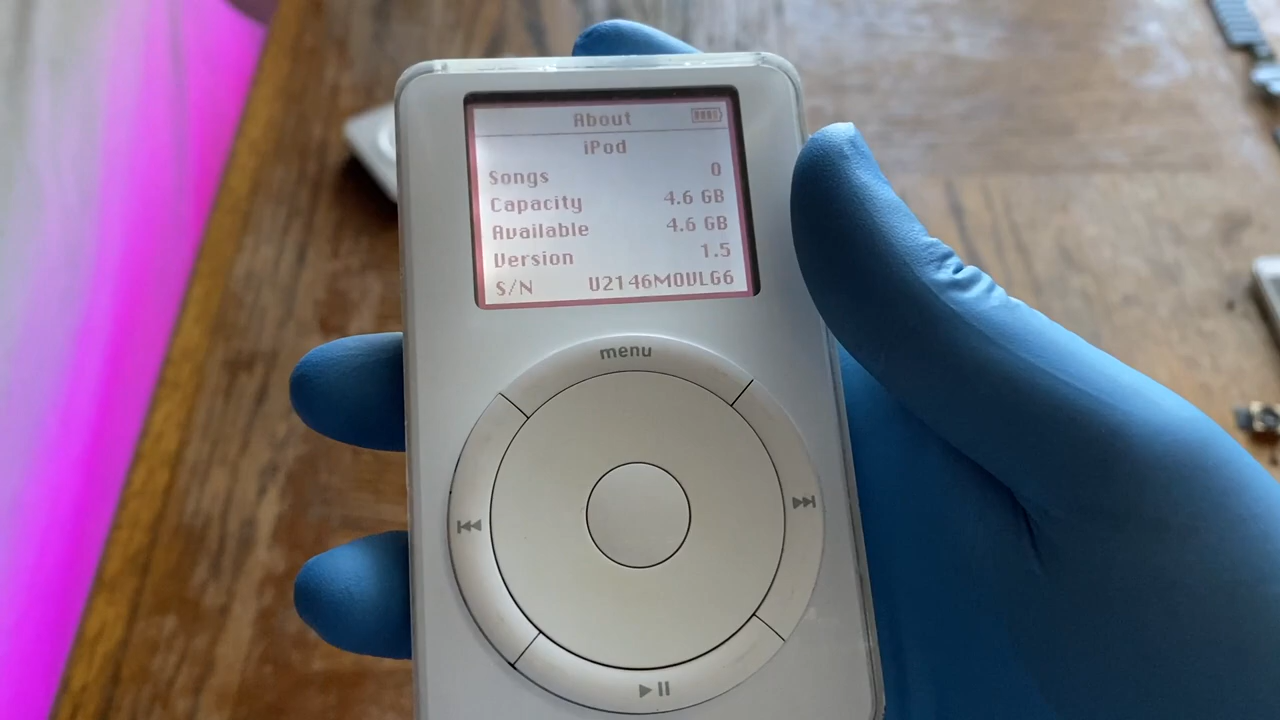 About
iPod
Songs 0
Capacity 4.6 GB
Available 4.6 GB
Version 1.5
S/N U2146M0VLG6
menu